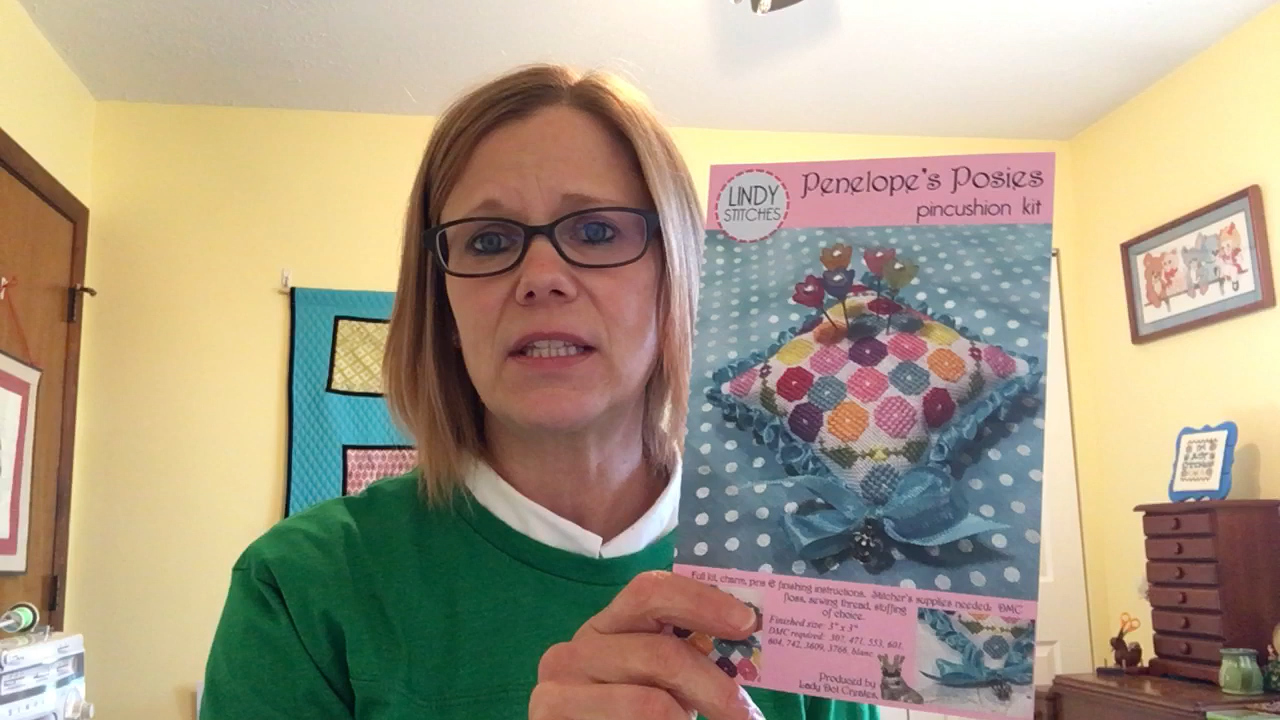 LINDY
STITCHES
Penelope's Posies
pincushion kit
Full kit, charm, pins & finishing instructions. Stitcher's supplies needed: DMC
floss, sewing thread, stuffing
of choice.
Finished size: 3" x 3"
DMC required: 307, 471, 553, 601,
604, 742, 3609, 3766, blanc
Produced by
Lady Dot Creates